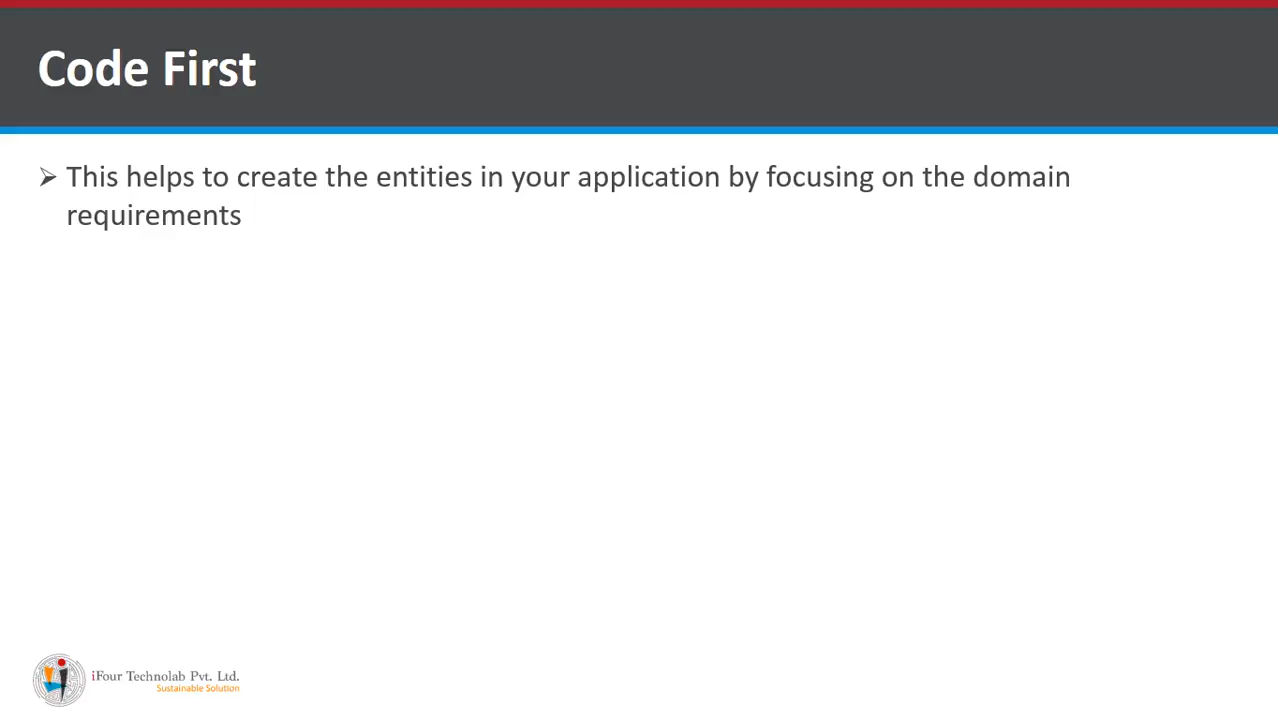 Code First
This helps to create the entities in your application by focusing on the domain
requirements
iFour Technolab Pvt. Ltd.
Sustainable Solution